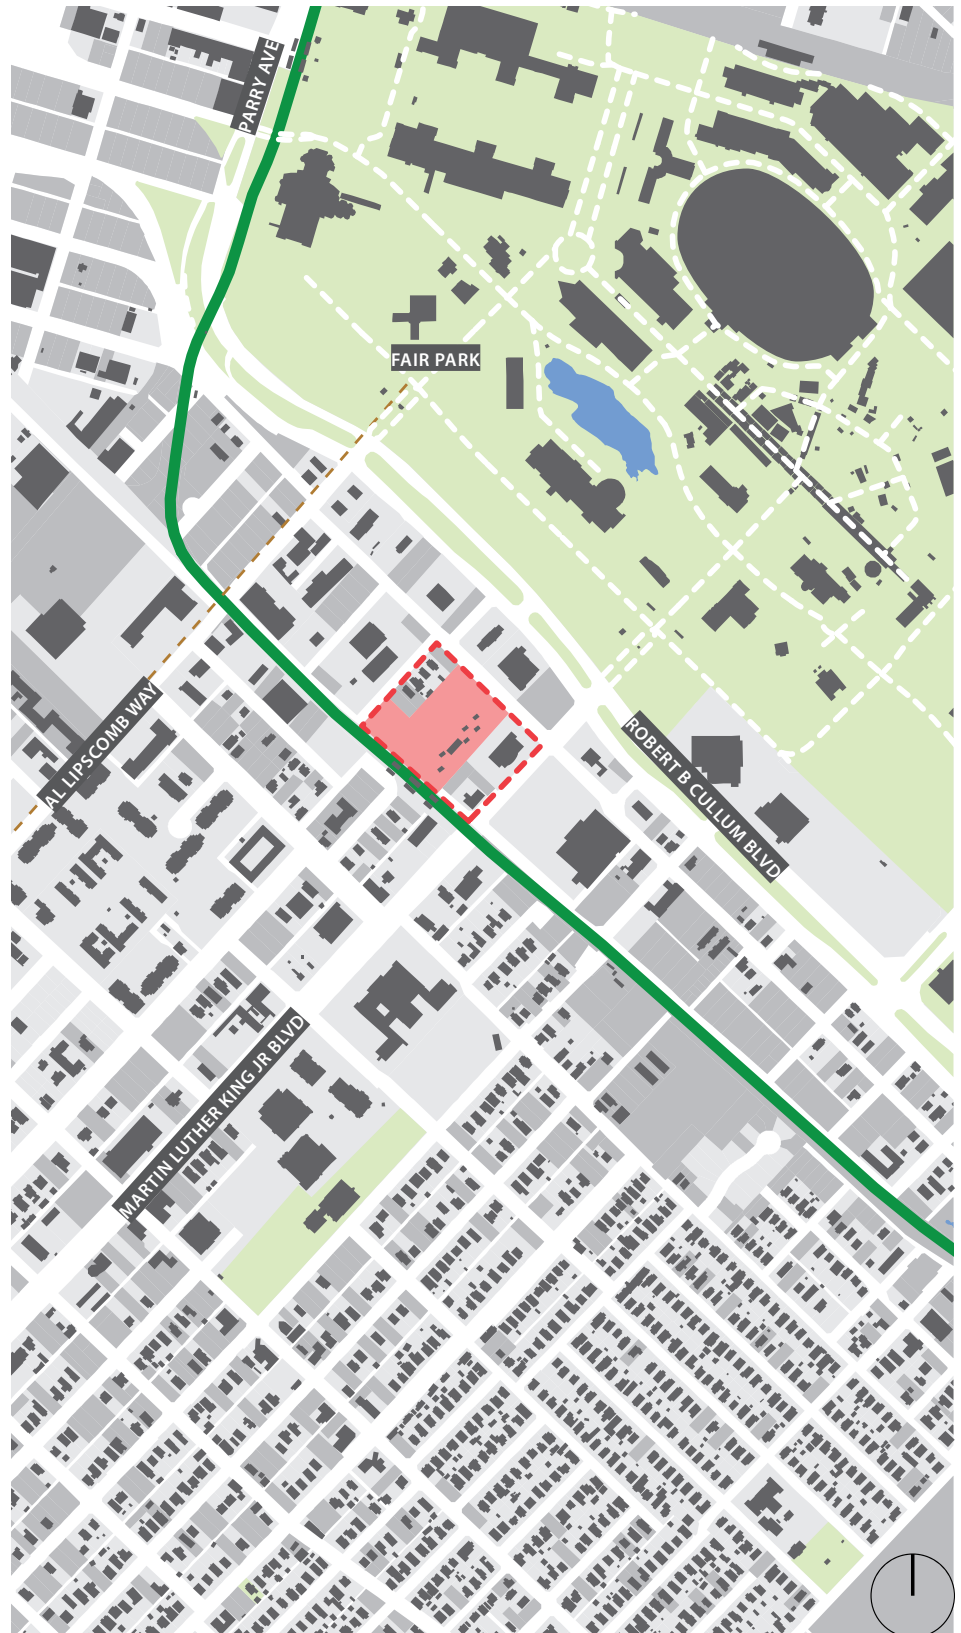 PARRY AVE
FAIR PARK
AL LIPSCOMB WAY
ROBERT B CULLUM BLVD
MARTIN LUTHER KING JR BLVD